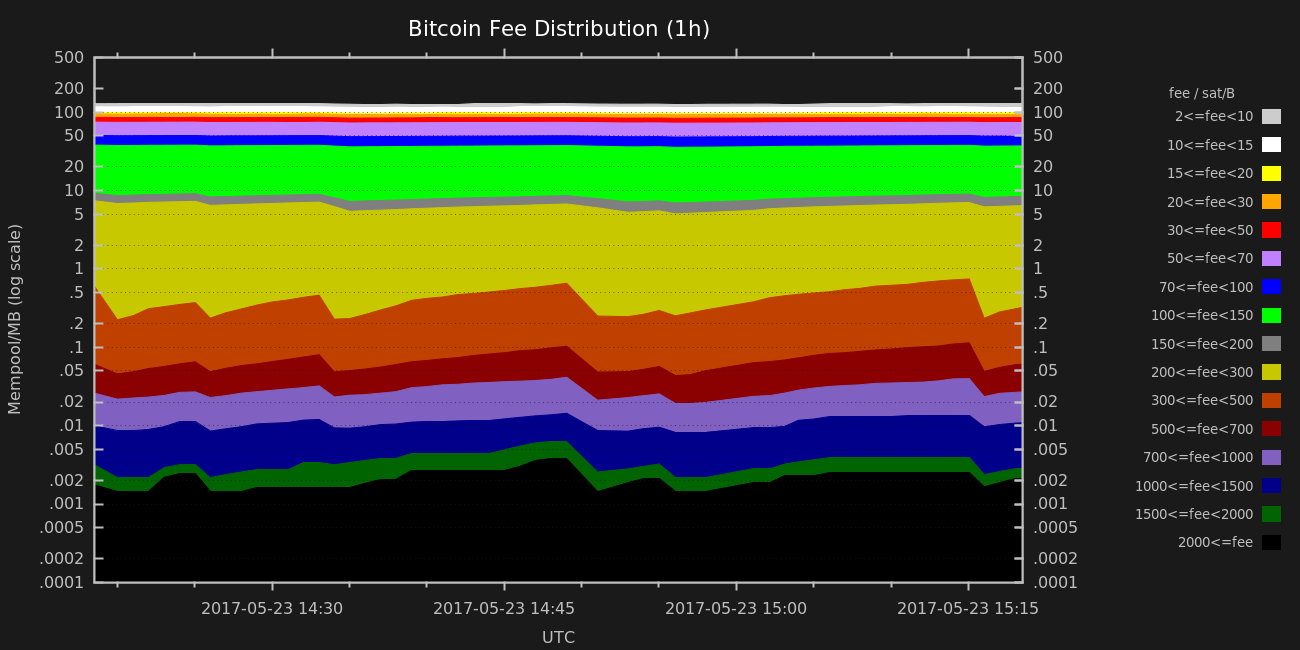 Bitcoin Fee Distribution (1h)
Mempool/MB (log scale)
500
200
100
50
20
10
5
2
1
.5
.2
.1
.05
.02
.01
.005
.002
.001
.0005
.0002
.0001
500
200
100
50
20
10
5
2
1
.5
.2
.1
.05
.02
.01
.005
.002
.001
.0005
.0002
.0001
2017-05-23 14:30 2017-05-23 14:45 2017-05-23 15:00 2017-05-23 15:15
UTC
fee / sat/B
2<=fee<10
10<=fee<15
15<=fee<20
20<=fee<30
30<=fee<50
50<=fee<70
70<=fee<100
100<=fee<150
150<=fee<200
200<=fee<300
300<=fee<500
500<=fee<700
700<=fee<1000
1000<=fee<1500
1500<=fee<2000
2000<=fee